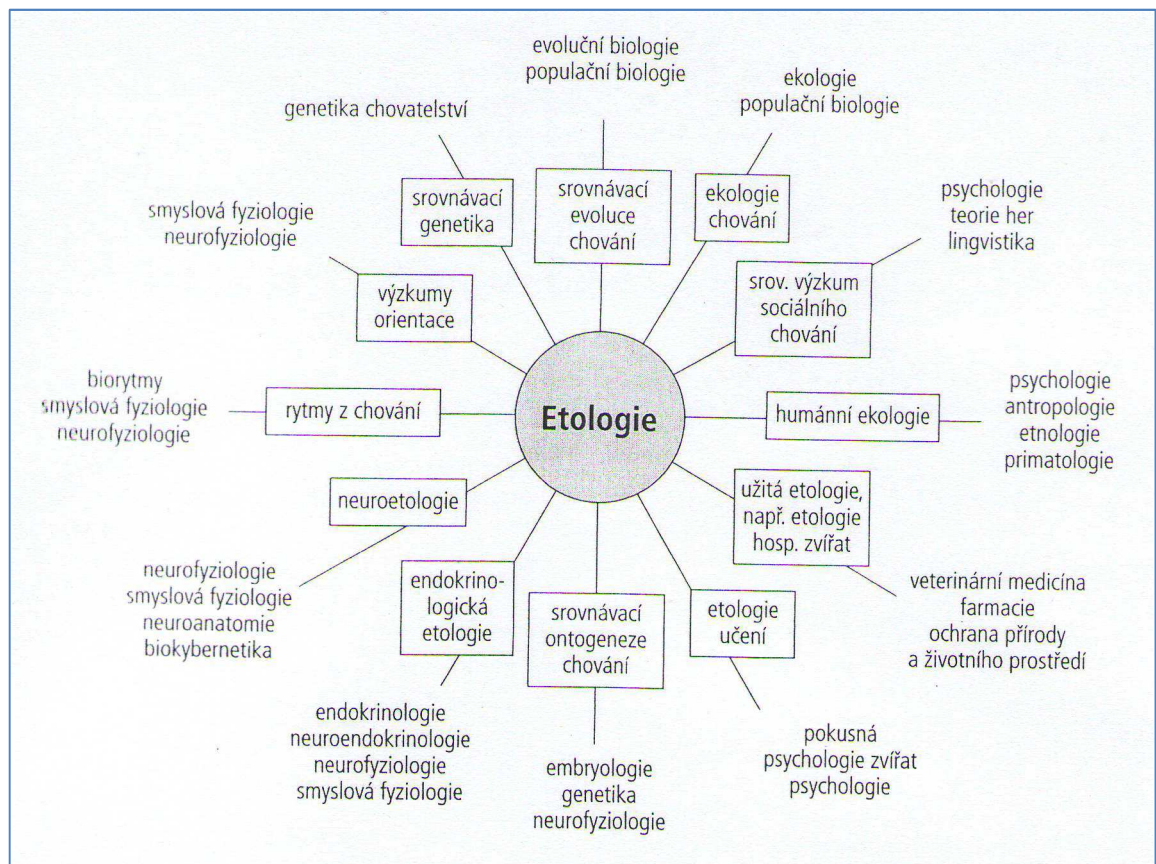 evoluční biologie
populační biologie
ekologie
populační biologie
genetika chovatelství
srovnávací
genetika
srovnávací
evoluce
chování
ekologie
chování
psychologie
teorie her
lingvistika
smyslová fyziologie
neurofyziologie
výzkumy
orientace
srov. výzkum
sociálního
chování
biorytmy
smyslová fyziologie
neurofyziologie
rytmy z chování
Etologie
humánní ekologie
psychologie
antropologie
etnologie
primatologie
neuroetologie
užitá etologie,
např. etologie
hosp. zvířat
neurofyziologie
smyslová fyziologie
neuroanatomie
biokybernetika
endokrino-
logická
etologie
srovnávací
ontogeneze
chování
etologie
učení
veterinární medicína
farmacie
ochrana přírody
a životního prostředí
endokrinologie
neuroendokrinologie
neurofyziologie
smyslová fyziologie
embryologie
genetika
neurofyziologie
pokusná
psychologie zvířat
psychologie